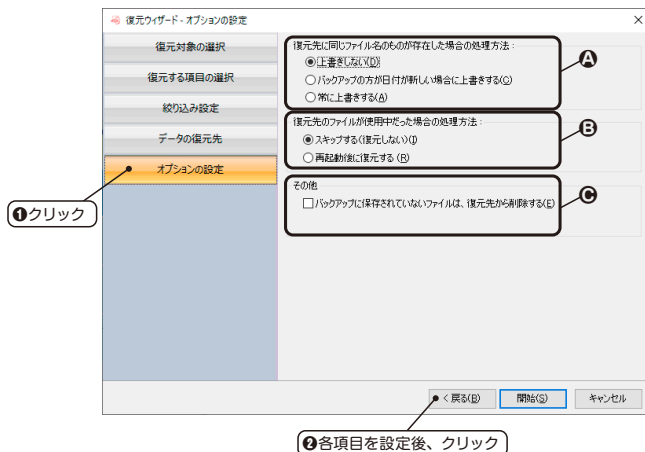 復元ウィザード - オプションの設定
復元対象の選択
復元する項目の選択
絞り込み設定
データの復元先
オプションの設定
復元先に同じファイル名のものが存在した場合の処理方法：
上書きしない(D)
バックアップの方が日付が新しい場合に上書きする(C)
常に上書きする(A)
A
復元先のファイルが使用中だった場合の処理方法：
スキップする(復元しない)(I)
再起動後に復元する (R)
B
その他
バックアップに保存されていないファイルは、復元先から削除する(E)
C
❶クリック
< 戻る(B)
開始(S)
キャンセル
❷各項目を設定後、クリック